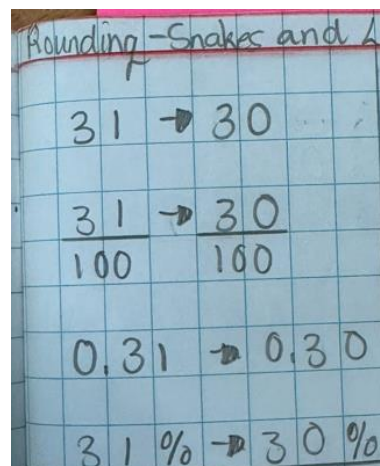 Rounding - Snakes and L
31 → 30
31/100 → 30/100
0.31 → 0.30
31% → 30%